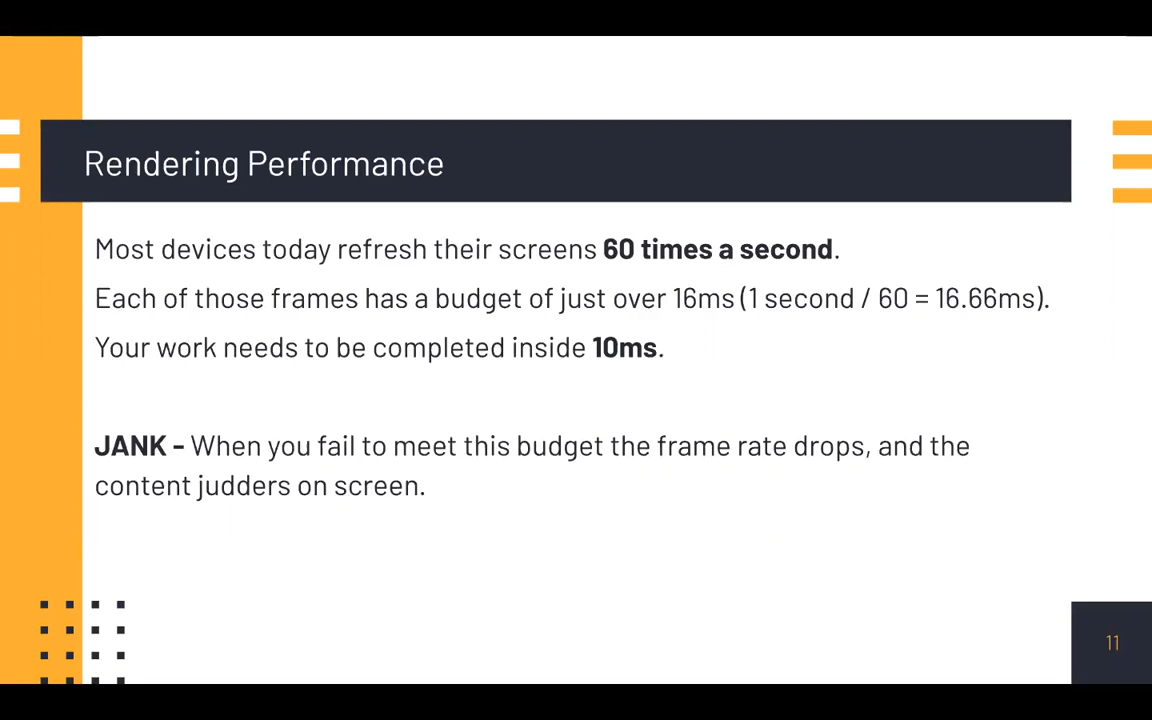 Rendering Performance
Most devices today refresh their screens 60 times a second.
Each of those frames has a budget of just over 16ms (1 second / 60 = 16.66ms).
Your work needs to be completed inside 10ms.
JANK - When you fail to meet this budget the frame rate drops, and the
content judders on screen.
11